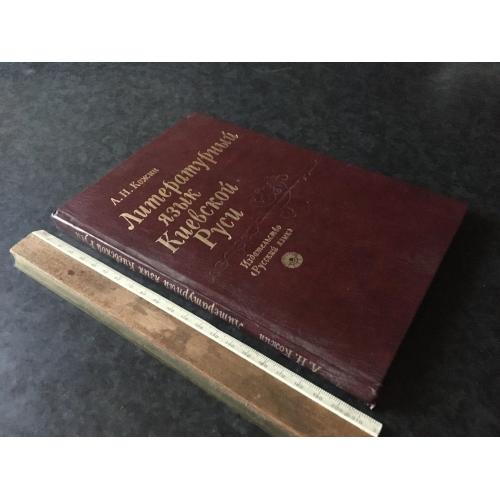 А. Н. Кожин
Литературный
язык
Киевской
Руси
Издательство
«Русский язык»
А. Н. Кожин Литературный язык Киевской Руси